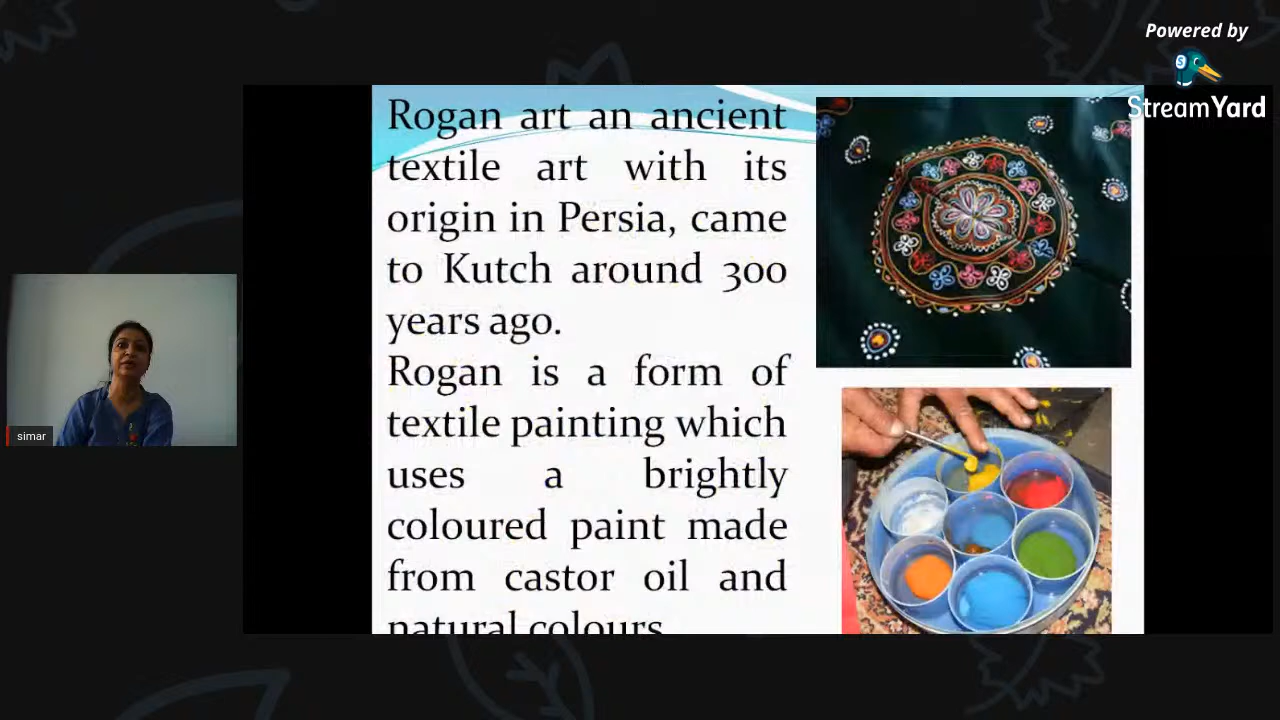 Powered by
StreamYard
Rogan art an ancient
textile art with its
origin in Persia, came
to Kutch around 300
years ago.
Rogan is a form of
textile painting which
uses a brightly
coloured paint made
from castor oil and
natural colours
simar